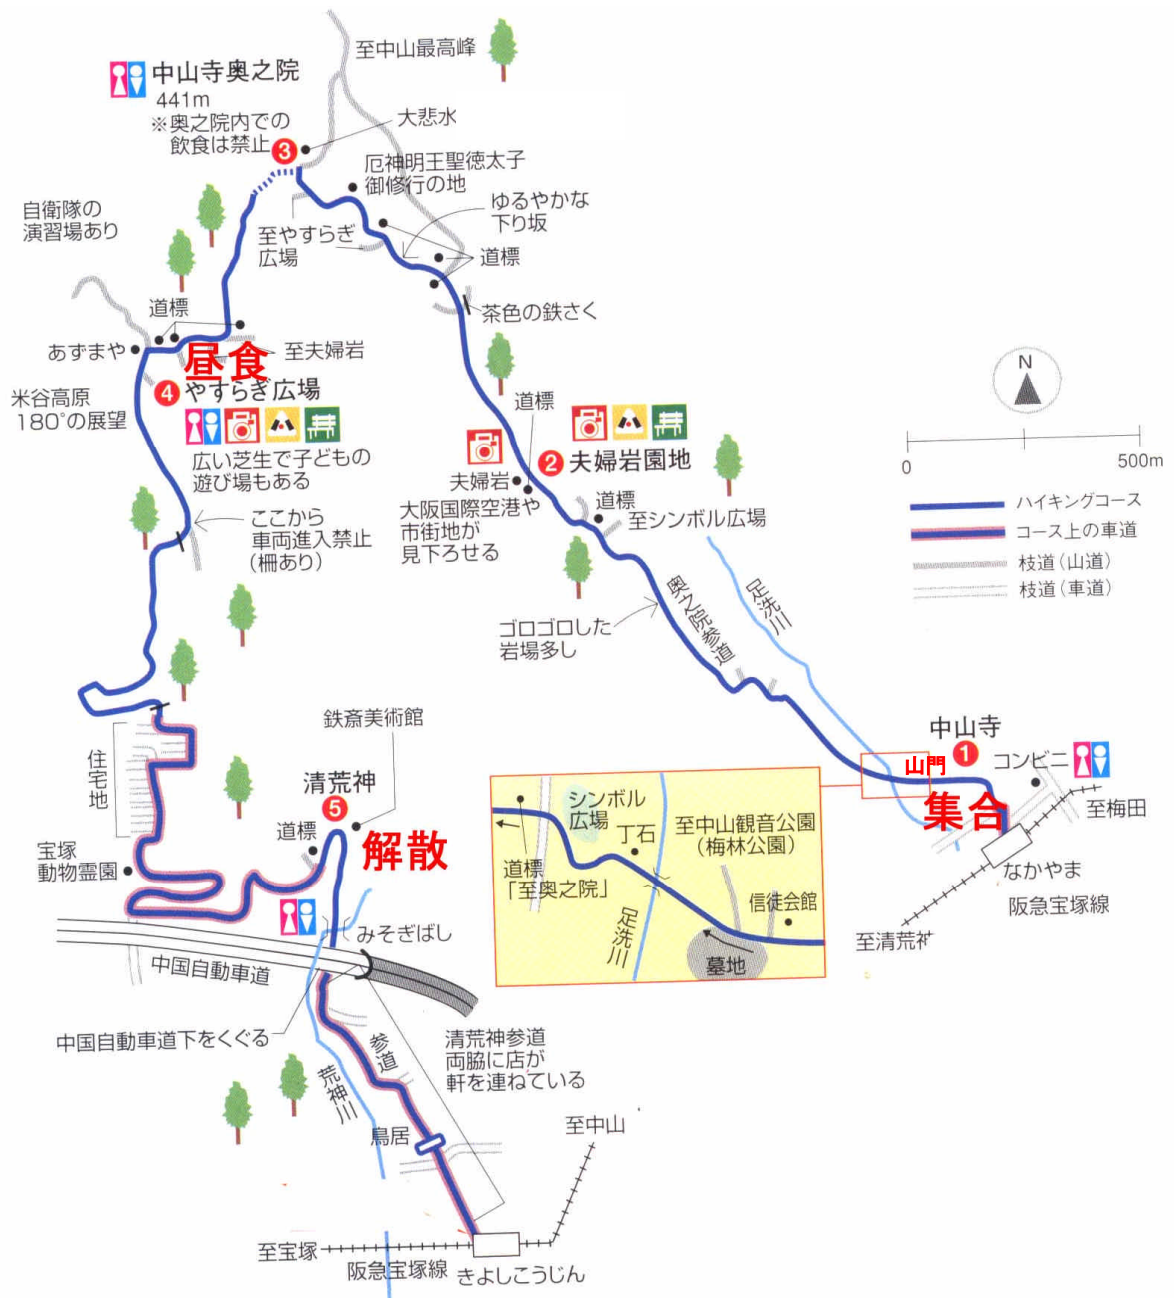 至中山最高峰
中山寺奥之院
441m
※奥之院内での
飲食は禁止
3
大悲水
厄神明王聖徳太子
御修行の地
ゆるやかな
下り坂
自衛隊の
演習場あり
至やすらぎ
広場
道標
茶色の鉄さく
道標
あずまや
昼食
至夫婦岩
4
やすらぎ広場
米谷高原
180°の展望
広い芝生で子どもの
遊び場もある
ここから
車両進入禁止
(柵あり)
道標
2
夫婦岩園地
夫婦岩
大阪国際空港や
市街地が
見下ろせる
道標
至シンボル広場
N
0
500m
ハイキングコース
コース上の車道
枝道(山道)
枝道(車道)
奥之院参道
足洗川
ゴロゴロした
岩場多し
中山寺
1
山門
コンビニ
集合
至梅田
なかやま
阪急宝塚線
至清荒神
シンボル
広場
丁石
至中山観音公園
(梅林公園)
道標
「至奥之院」
足洗川
信徒会館
墓地
住宅地
鉄斎美術館
清荒神
5
道標
解散
宝塚
動物霊園
みそぎばし
中国自動車道
中国自動車道下をくぐる
清荒神参道
両脇に店が
軒を連ねている
参道
荒神川
鳥居
至中山
至宝塚
阪急宝塚線
きよしこうじん